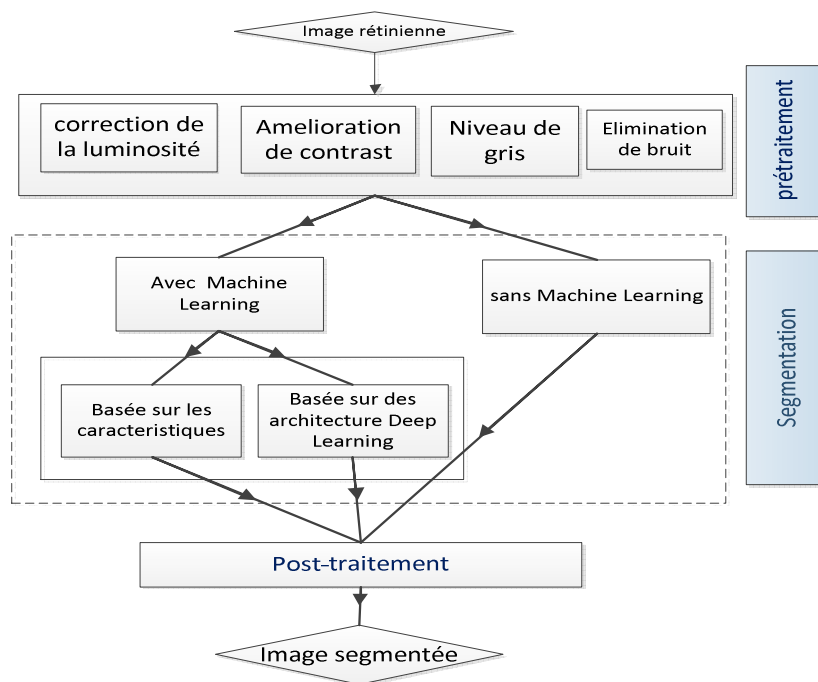 Image rétinienne
correction de
la luminosité
Amelioration
de contrast
Niveau de
gris
Elimination
de bruit
prétraitement
Avec Machine
Learning
sans Machine Learning
Basée sur les
caracteristiques
Basée sur des
architecture Deep
Learning
Segmentation
Post-traitement
Image segmentée